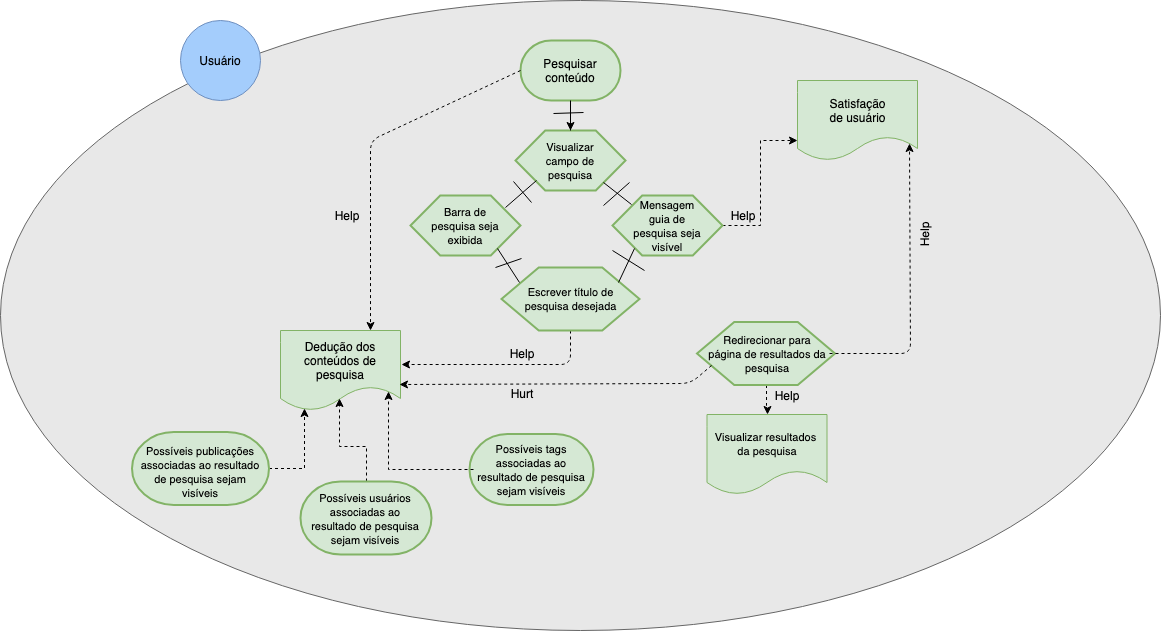 Usuário
Pesquisar
conteúdo
Satisfação
de usuário
Visualizar
campo de
pesquisa
Barra de
pesquisa seja
exibida
Mensagem
guia de
pesquisa seja
visível
Help
Help
Help
Escrever título de
pesquisa desejada
Dedução dos
conteúdos de
pesquisa
Help
Redirecionar para
página de resultados da
pesquisa
Hurt
Help
Visualizar resultados
da pesquisa
Possíveis publicações
associadas ao resultado
de pesquisa sejam
visíveis
Possíveis usuários
associadas ao
resultado de pesquisa
sejam visíveis
Possíveis tags
associadas ao
resultado de pesquisa
sejam visíveis